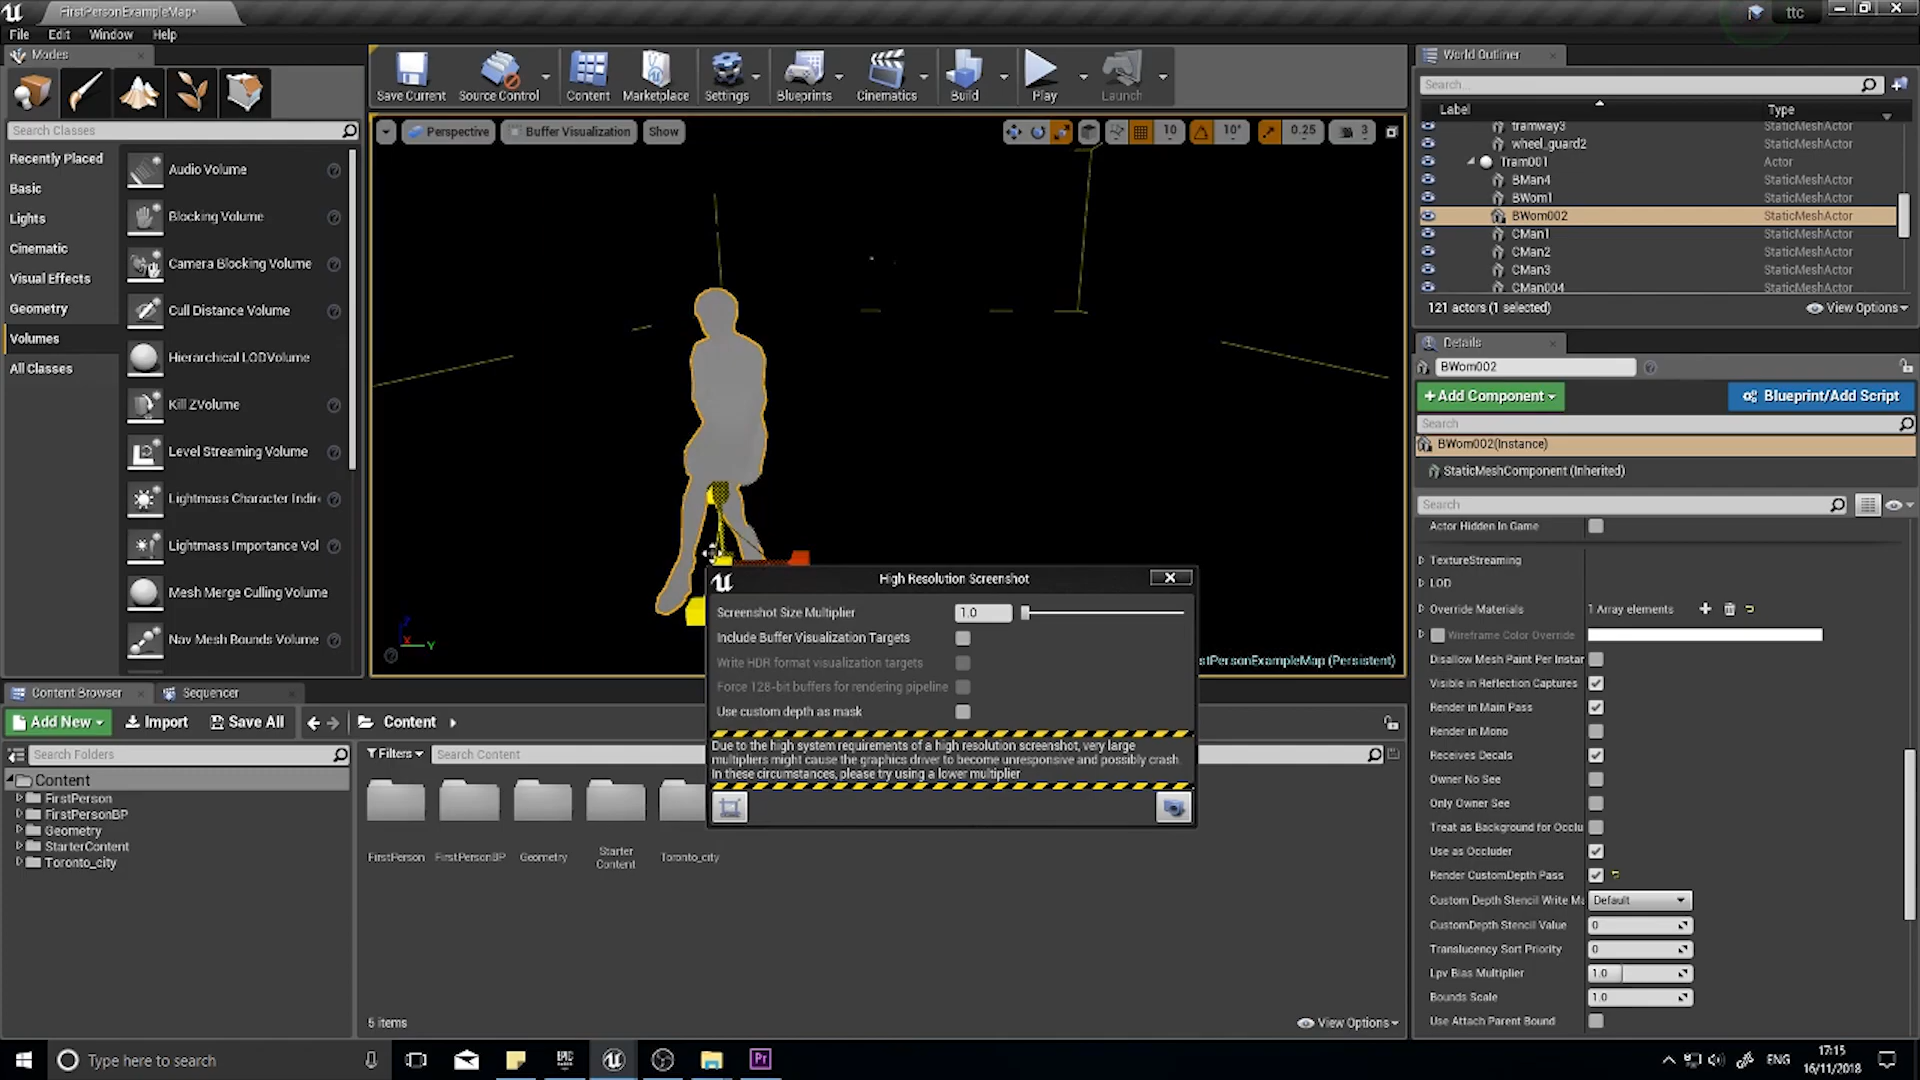 FirstPersonExampleMap*
ttc
File Edit Window Help
Modes
Search Classes
Recently Placed
Basic
Lights
Cinematic
Visual Effects
Geometry
Volumes
All Classes
Audio Volume
Blocking Volume
Camera Blocking Volume
Cull Distance Volume
Hierarchical LODVolume
Kill ZVolume
Level Streaming Volume
Lightmass Character Indir
Lightmass Importance Vol
Mesh Merge Culling Volume
Nav Mesh Bounds Volume
Save Current Source Control Content Marketplace Settings Blueprints Cinematics Build Play Launch
Perspective Buffer Visualization Show 10 10° 0.25 3
X Y
stPersonExampleMap (Persistent)
High Resolution Screenshot
Screenshot Size Multiplier 1.0
Include Buffer Visualization Targets
Write HDR format visualization targets
Force 128-bit buffers for rendering pipeline
Use custom depth as mask
Due to the high system requirements of a high resolution screenshot, very large
multipliers might cause the graphics driver to become unresponsive and possibly crash.
In these circumstances, please try using a lower multiplier
World Outliner
Search...
Label Type
tramway3 StaticMeshActor
wheel_guard2 StaticMeshActor
Tram001 Actor
BMan4 StaticMeshActor
BWom1 StaticMeshActor
BWom002 StaticMeshActor
CMan1 StaticMeshActor
CMan2 StaticMeshActor
CMan3 StaticMeshActor
CMan004 StaticMeshActor
121 actors (1 selected) View Options
Details
BWom002
+Add Component Blueprint/Add Script
Search
BWom002(Instance)
StaticMeshComponent (Inherited)
Search
Actor Hidden In Game
TextureStreaming
LOD
Override Materials 1 Array elements
Wireframe Color Override
Disallow Mesh Paint Per Instar
Visible in Reflection Captures
Render in Main Pass
Render in Mono
Receives Decals
Owner No See
Only Owner See
Treat as Background for Occlu
Use as Occluder
Render CustomDepth Pass
Custom Depth Stencil Write Ma Default
CustomDepth Stencil Value 0
Translucency Sort Priority 0
Lpv Bias Multiplier 1.0
Bounds Scale 1.0
Use Attach Parent Bound
Content Browser Sequencer
Add New Import Save All Content
Search Folders
Filters Search Content
Content
FirstPerson
FirstPersonBP
Geometry
StarterContent
Toronto_city
FirstPerson FirstPersonBP Geometry Starter Content Toronto_city
5 items View Options
Type here to search
EPIC
Pr
ENG
17:15
16/11/2018